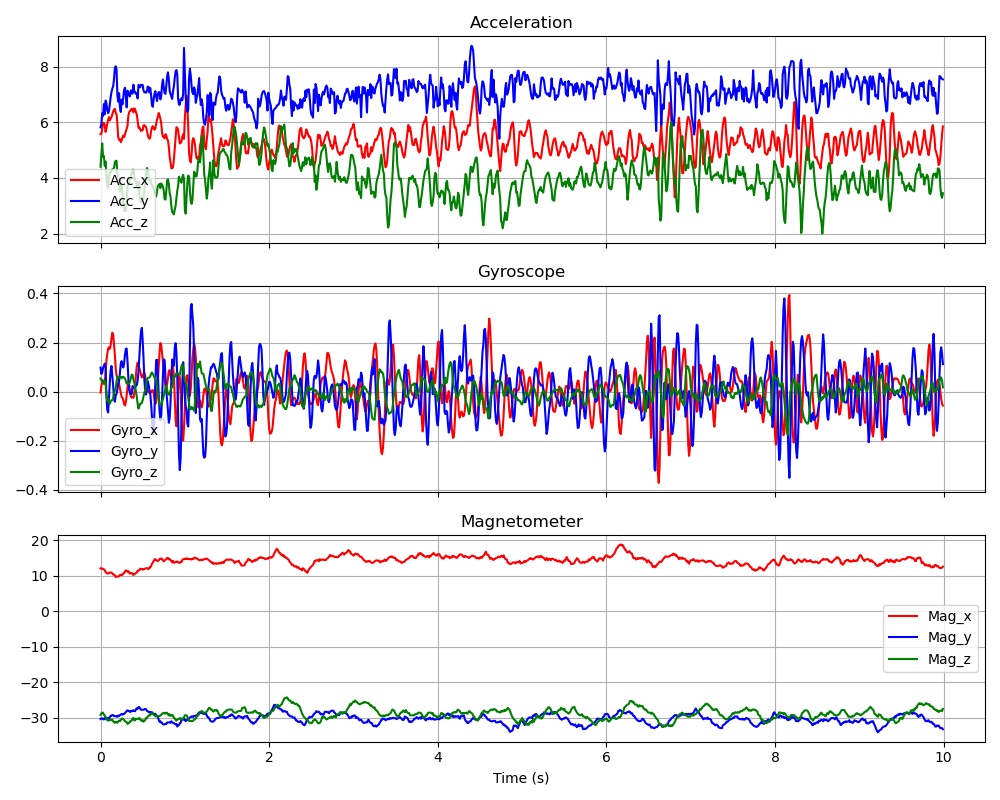 Acceleration
8
6
4
2
Acc_x
Acc_y
Acc_z
Gyroscope
0.4
0.2
0.0
−0.2
−0.4
Gyro_x
Gyro_y
Gyro_z
Magnetometer
20
10
0
−10
−20
−30
Mag_x
Mag_y
Mag_z
0 2 4 6 8 10
Time (s)